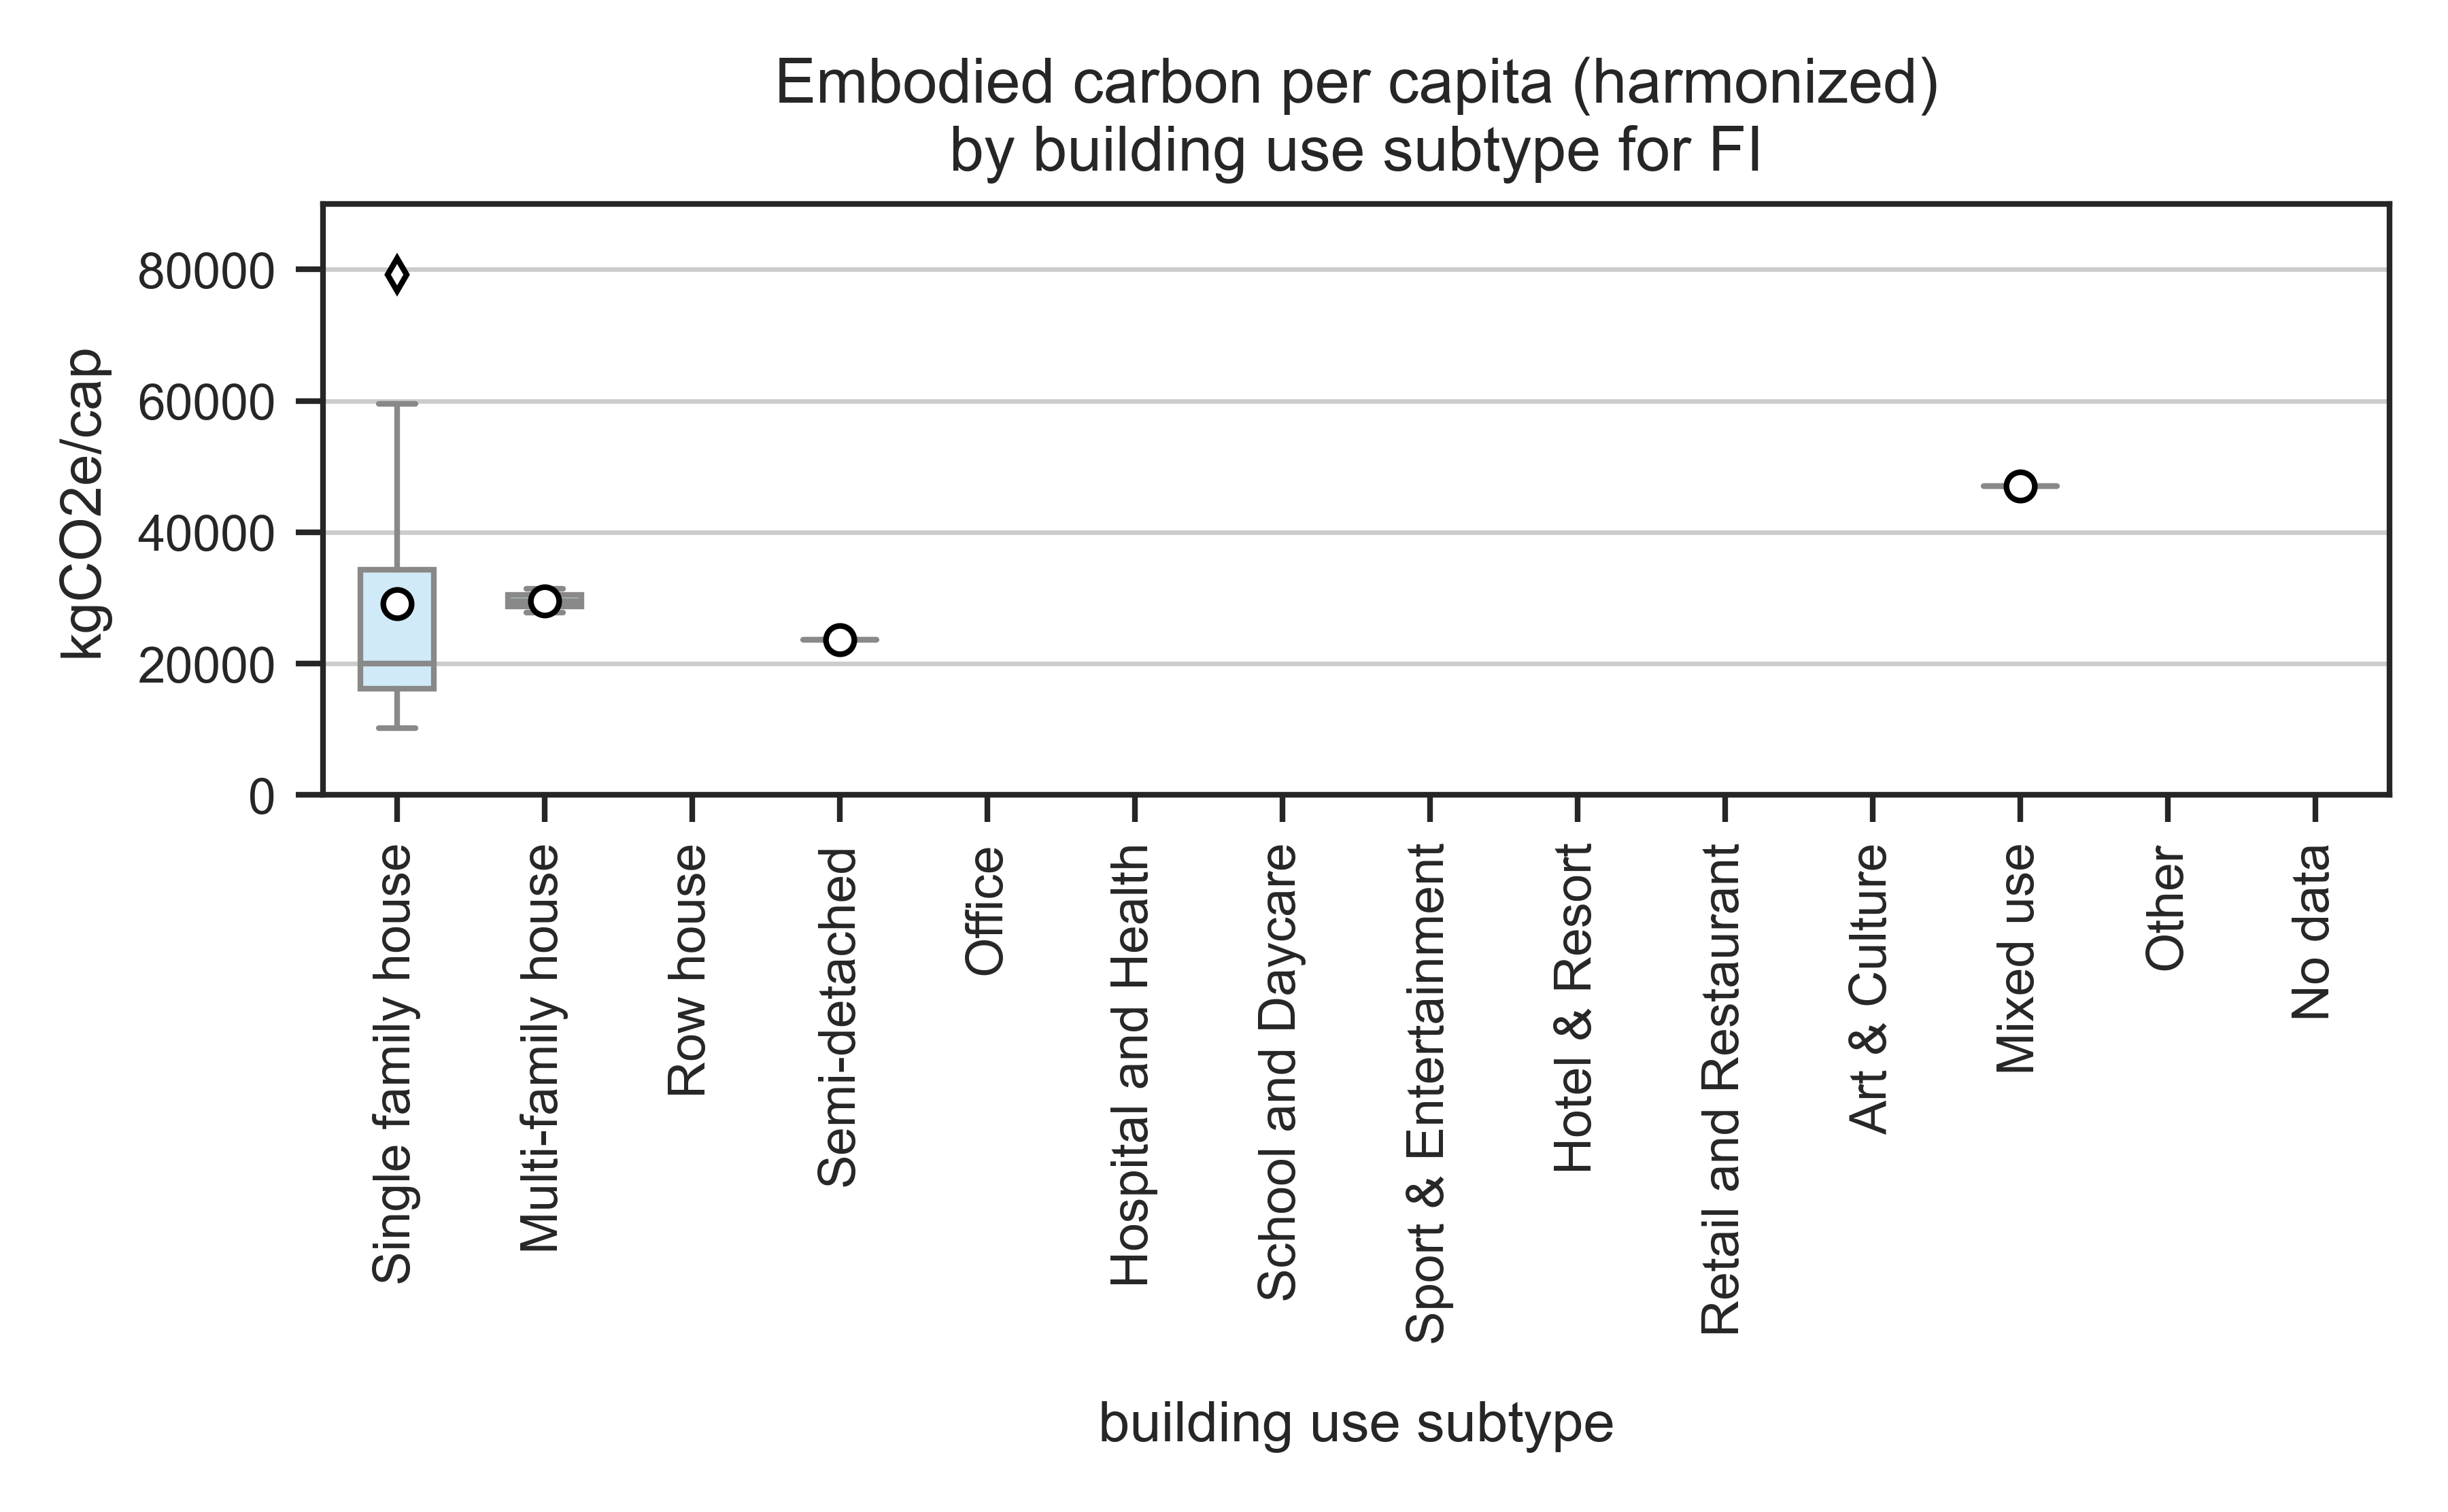 Embodied carbon per capita (harmonized)
by building use subtype for FI
kgCO2e/cap
80000
60000
40000
20000
0
Single family house
Multi-family house
Row house
Semi-detached
Office
Hospital and Health
School and Daycare
Sport & Entertainment
Hotel & Resort
Retail and Restaurant
Art & Culture
Mixed use
Other
No data
building use subtype